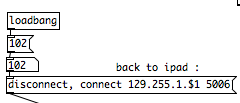 loadbang
102
102
back to ipad :
disconnect, connect 129.255.1.$1 5006